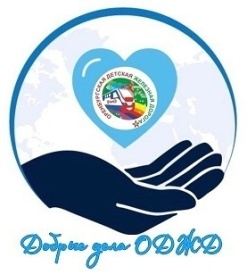 ОРЕНБУРГСКАЯ ДЕТСКАЯ ЖЕЛЕЗНАЯ ДОРОГА
Добрые дела ОДЖД